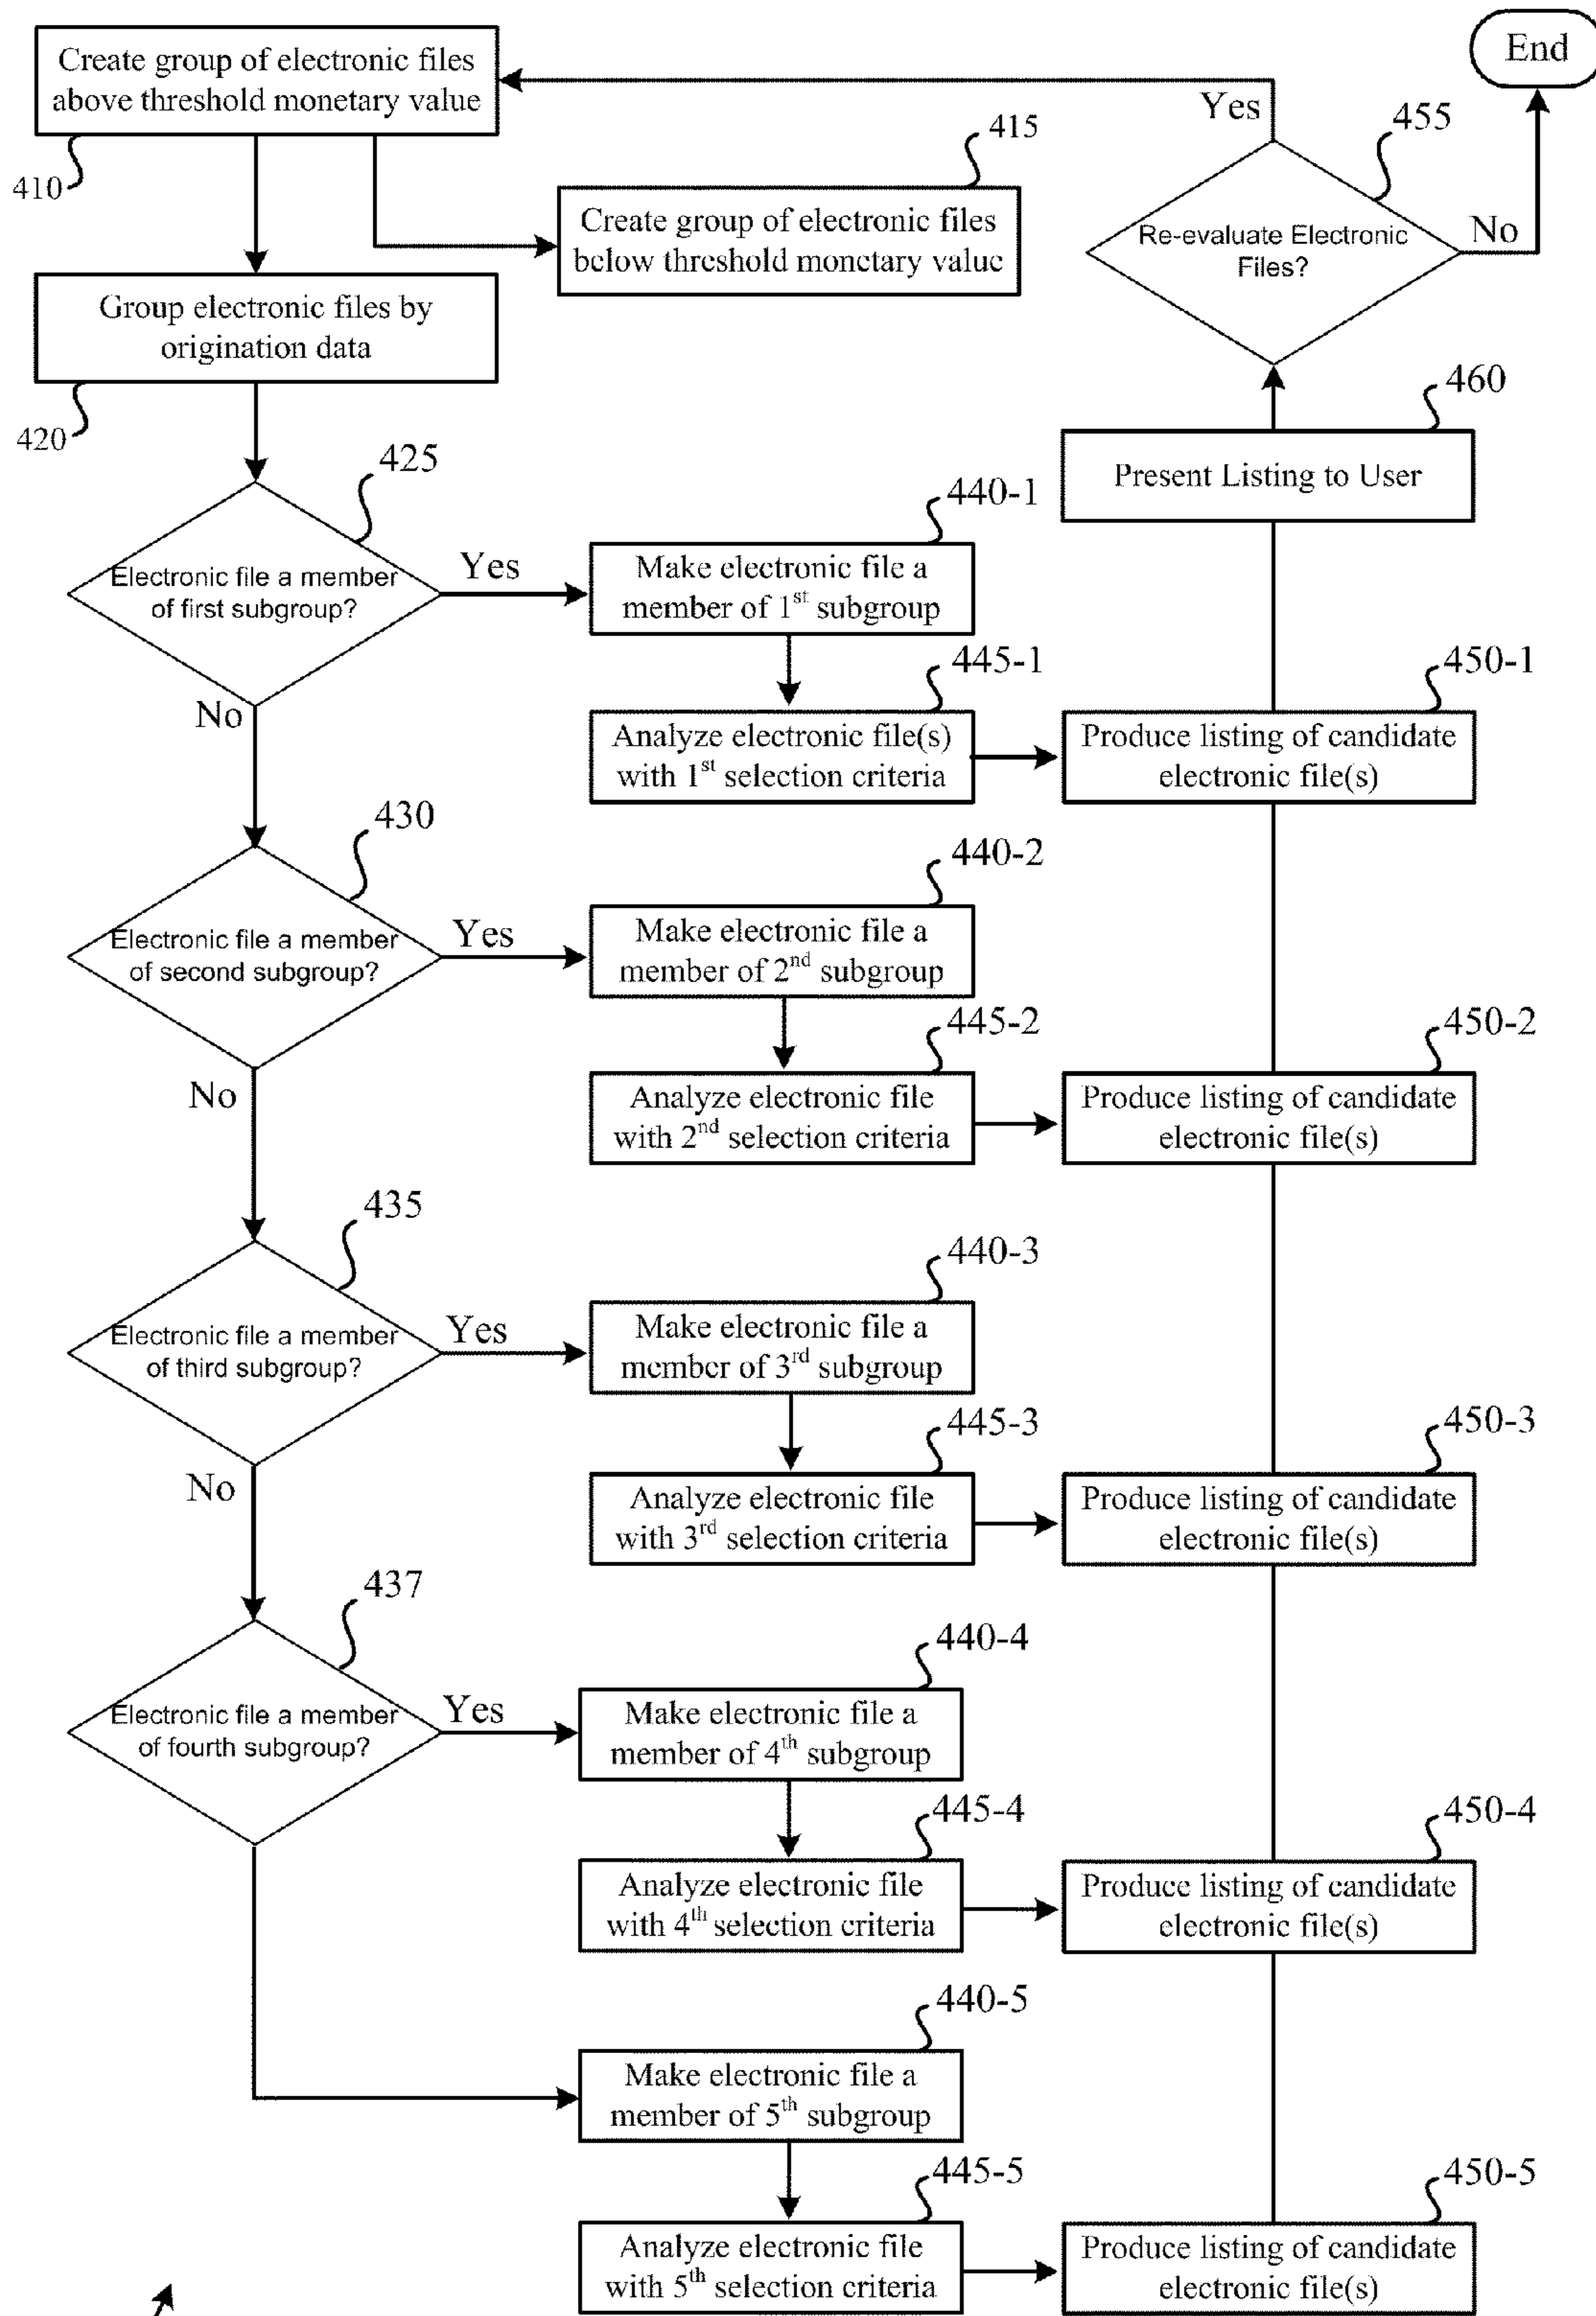 Create group of electronic files
above threshold monetary value
410
End
Yes
455
415
Create group of electronic files
below threshold monetary value
Re-evaluate Electronic
Files?
No
Group electronic files by
origination data
420
460
Present Listing to User
425
Electronic file a member
of first subgroup?
Yes
No
440-1
Make electronic file a
member of 1st subgroup
445-1
Analyze electronic file(s)
with 1st selection criteria
450-1
Produce listing of candidate
electronic file(s)
430
Electronic file a member
of second subgroup?
Yes
No
440-2
Make electronic file a
member of 2nd subgroup
445-2
Analyze electronic file
with 2nd selection criteria
450-2
Produce listing of candidate
electronic file(s)
435
Electronic file a member
of third subgroup?
Yes
No
440-3
Make electronic file a
member of 3rd subgroup
445-3
Analyze electronic file
with 3rd selection criteria
450-3
Produce listing of candidate
electronic file(s)
437
Electronic file a member
of fourth subgroup?
Yes
440-4
Make electronic file a
member of 4th subgroup
445-4
Analyze electronic file
with 4th selection criteria
450-4
Produce listing of candidate
electronic file(s)
440-5
Make electronic file a
member of 5th subgroup
445-5
Analyze electronic file
with 5th selection criteria
450-5
Produce listing of candidate
electronic file(s)